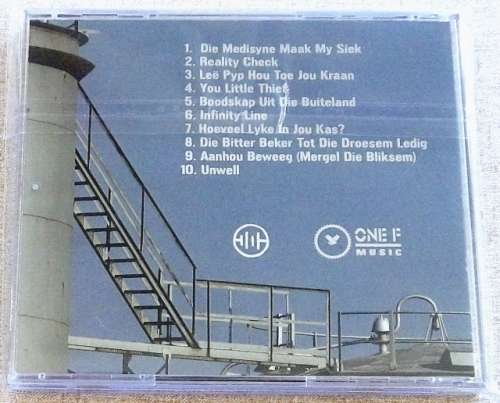 1. Die Medisyne Maak My Siek
2. Reality Check
3. Leë Pyp Hou Toe Jou Kraan
4. You Little Thief
5. Boodskap Uit Die Buiteland
6. Infinity Line
7. Hoeveel Lyke In Jou Kas?
8. Die Bitter Beker Tot Die Droesem Ledig
9. Aanhou Beweeg (Mergel Die Bliksem)
10. Unwell
ONE F
MUSIC